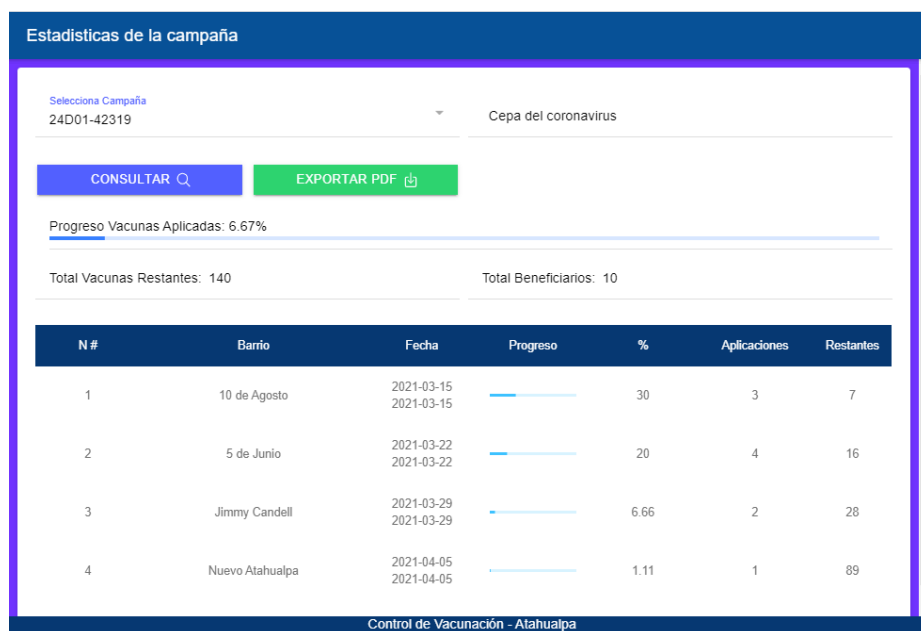 Estadisticas de la campaña
Selecciona Campaña
24D01-42319
Cepa del coronavirus
CONSULTAR
EXPORTAR PDF
Progreso Vacunas Aplicadas: 6.67%
Total Vacunas Restantes: 140
Total Beneficiarios: 10
N # Barrio Fecha Progreso % Aplicaciones Restantes
1 10 de Agosto 2021-03-15 30 3 7
2021-03-15
2 5 de Junio 2021-03-22 20 4 16
2021-03-22
3 Jimmy Candell 2021-03-29 6.66 2 28
2021-03-29
4 Nuevo Atahualpa 2021-04-05 1.11 1 89
2021-04-05
Control de Vacunación - Atahualpa